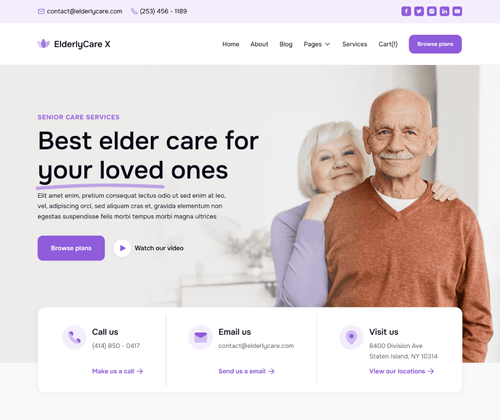 contact@elderlycare.com (253) 456 - 1189
ElderlyCare X
Home About Blog Pages Services Cart(1) Browse plans
SENIOR CARE SERVICES
Best elder care for
your loved ones
Elit amet enim, pretium consequat lectus odio ut sed enim at leo,
vel, adipiscing orci, sed aliquam cras et, gravida elementum non
egestas suspendisse felis morbi tempus morbi magna ultrices
Browse plans Watch our video
Call us
(414) 850 - 0417
Make us a call
Email us
contact@elderlycare.com
Send us a email
Visit us
8400 Division Ave
Staten Island, NY 10314
View our locations